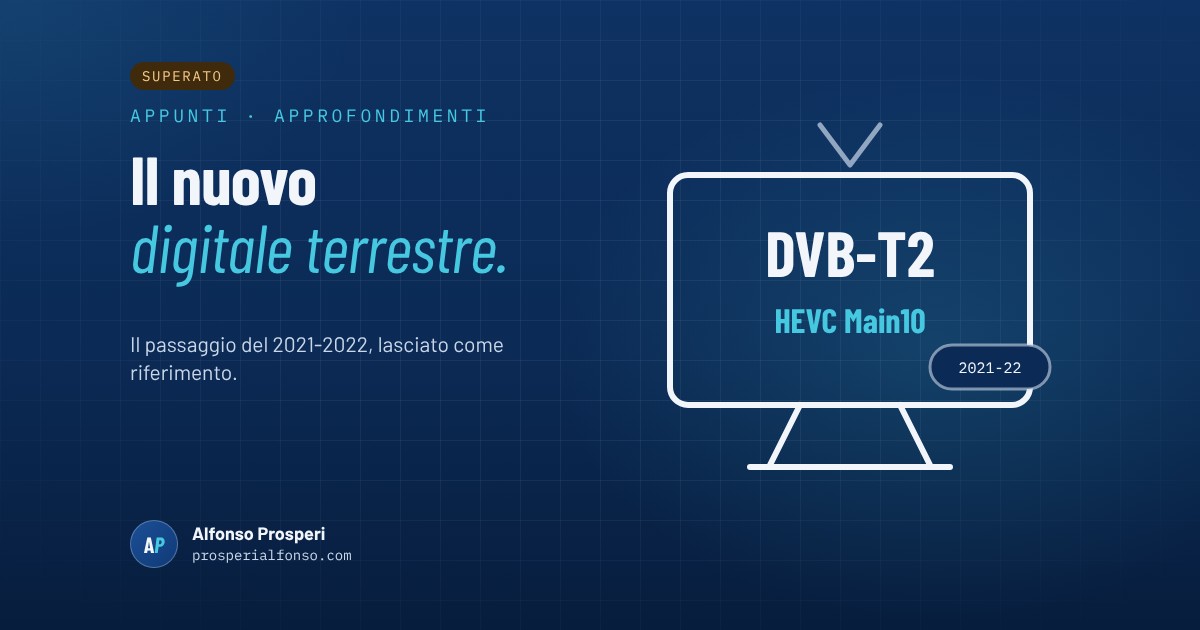 SUPERATO
APPUNTI · APPROFONDIMENTI
Il nuovo
digitale terrestre.
Il passaggio del 2021-2022, lasciato come
riferimento.
DVB-T2
HEVC Main10
2021-22
AP
Alfonso Prosperi
prosperialfonso.com